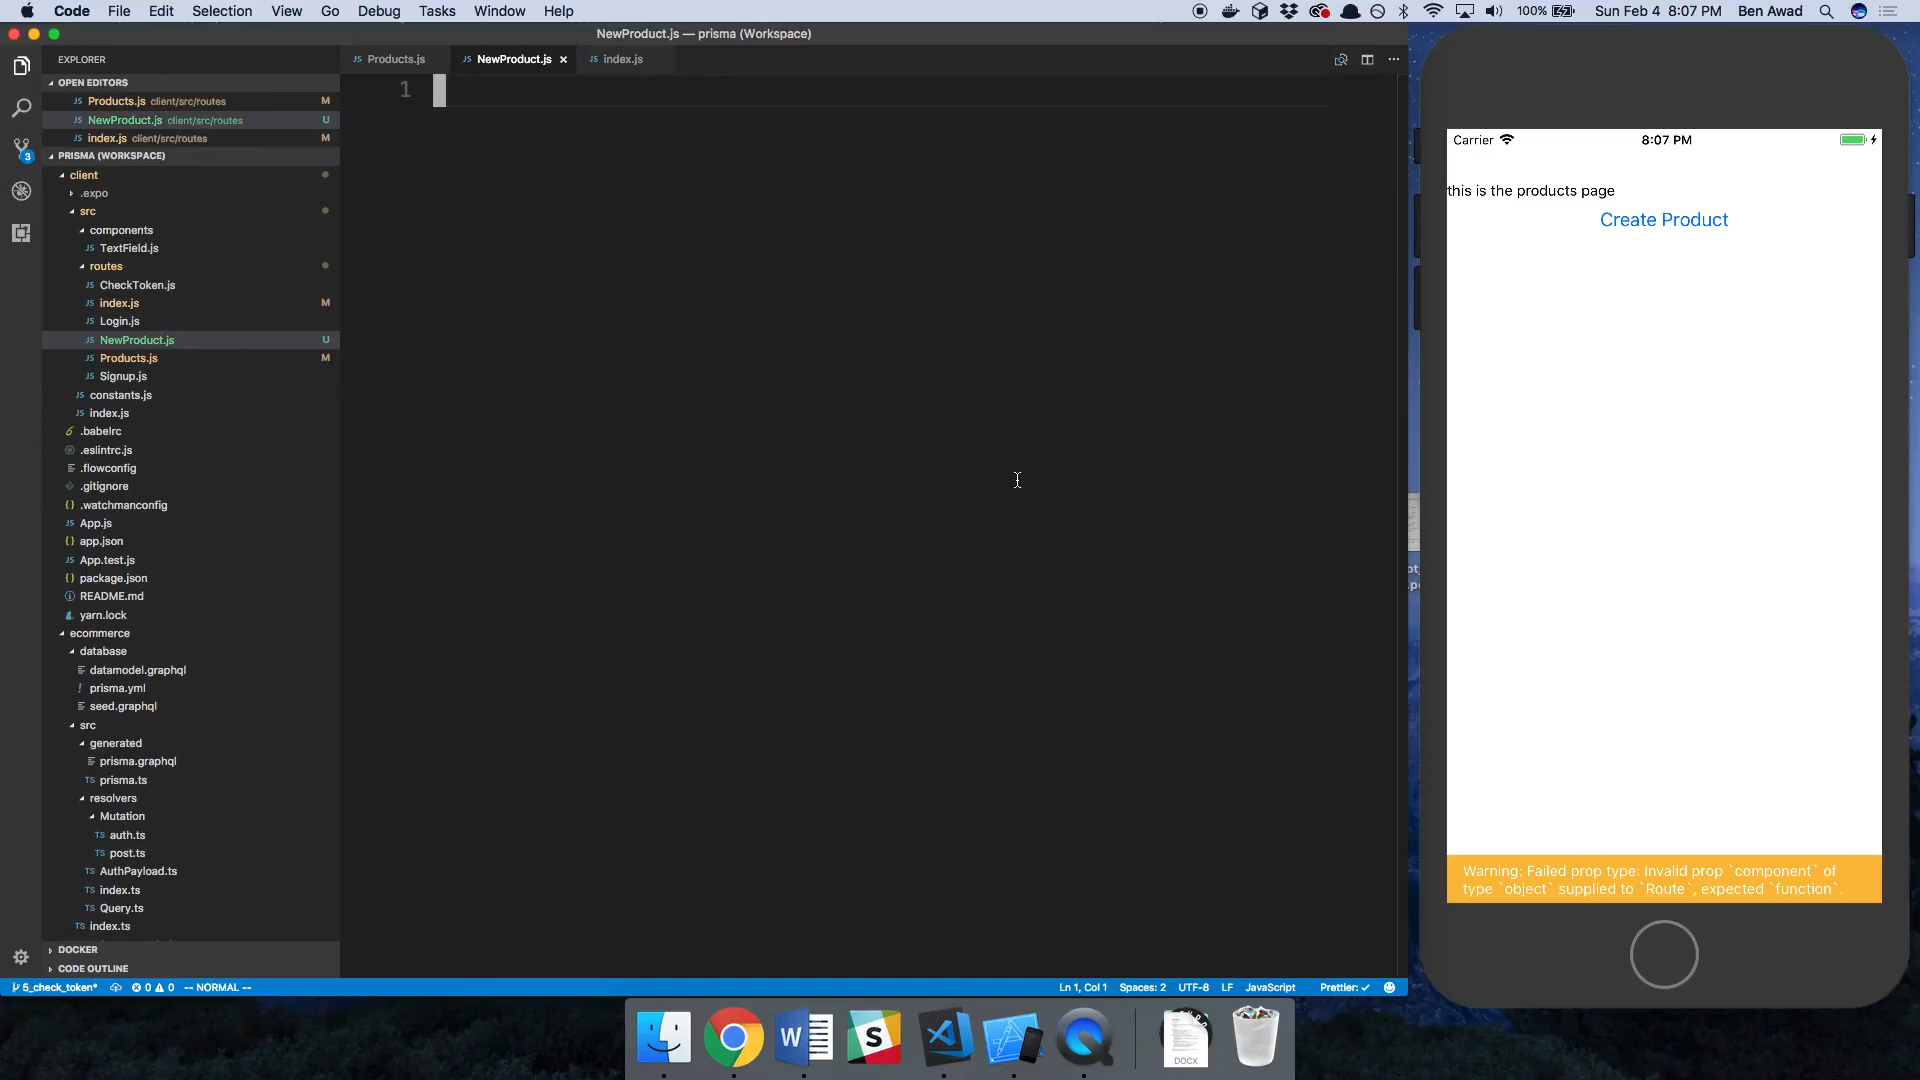 Code File Edit Selection View Go Debug Tasks Window Help
100% Sun Feb 4 8:07 PM Ben Awad
NewProduct.js — prisma (Workspace)
EXPLORER
JS Products.js JS NewProduct.js × JS index.js
OPEN EDITORS
JS Products.js client/src/routes M
JS NewProduct.js client/src/routes U
JS index.js client/src/routes M
PRISMA (WORKSPACE)
client
.expo
src
components
JS TextField.js
routes
JS CheckToken.js
JS index.js M
JS Login.js
JS NewProduct.js U
JS Products.js M
JS Signup.js
JS constants.js
JS index.js
.babelrc
.eslintrc.js
.flowconfig
.gitignore
{} .watchmanconfig
JS App.js
{} app.json
JS App.test.js
{} package.json
README.md
yarn.lock
ecommerce
database
datamodel.graphql
! prisma.yml
seed.graphql
src
generated
prisma.graphql
TS prisma.ts
resolvers
Mutation
TS auth.ts
TS post.ts
TS AuthPayload.ts
TS index.ts
TS Query.ts
TS index.ts
DOCKER
CODE OUTLINE
3
1
5_check_token* 0 0 -- NORMAL -- Ln 1, Col 1 Spaces: 2 UTF-8 LF JavaScript Prettier: ✓
Carrier 8:07 PM
this is the products page
Create Product
Warning: Failed prop type: Invalid prop `component` of
type `object` supplied to `Route`, expected `function`.
W S
DOCX